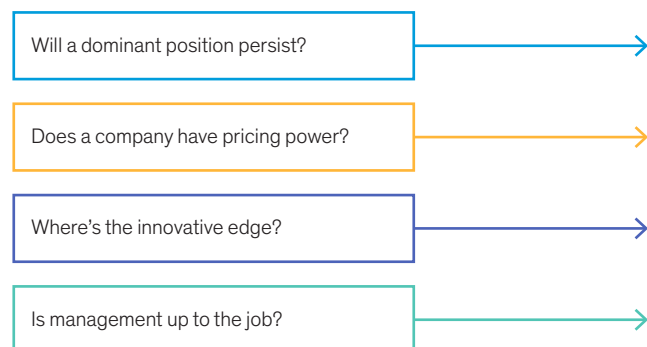 Will a dominant position persist?
Does a company have pricing power?
Where’s the innovative edge?
Is management up to the job?